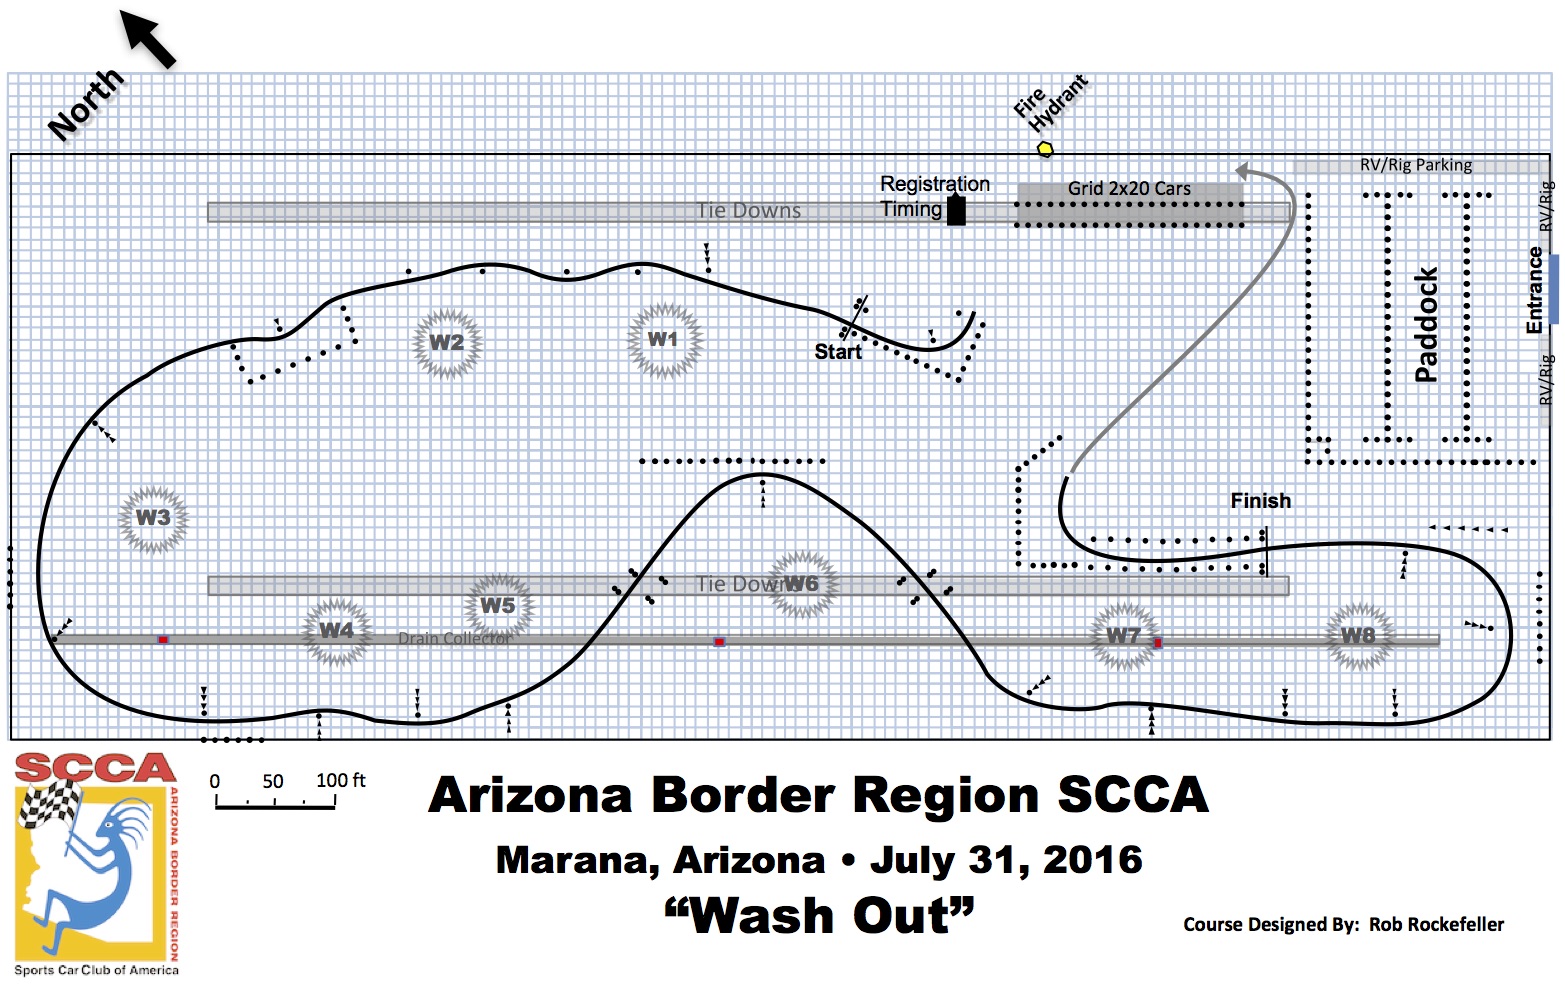 North
Fire
Hydrant
RV/Rig Parking
Registration
Timing
Grid 2x20 Cars
Tie Downs
RV/Rig
Entrance
RV/Rig
Paddock
W2
W1
Start
Finish
W3
Tie Downs
W6
W5
W4
Drain Collector
W7
W8
SCCA
ARIZONA BORDER REGION
Sports Car Club of America
0 50 100 ft
Arizona Border Region SCCA
Marana, Arizona • July 31, 2016
“Wash Out”
Course Designed By: Rob Rockefeller